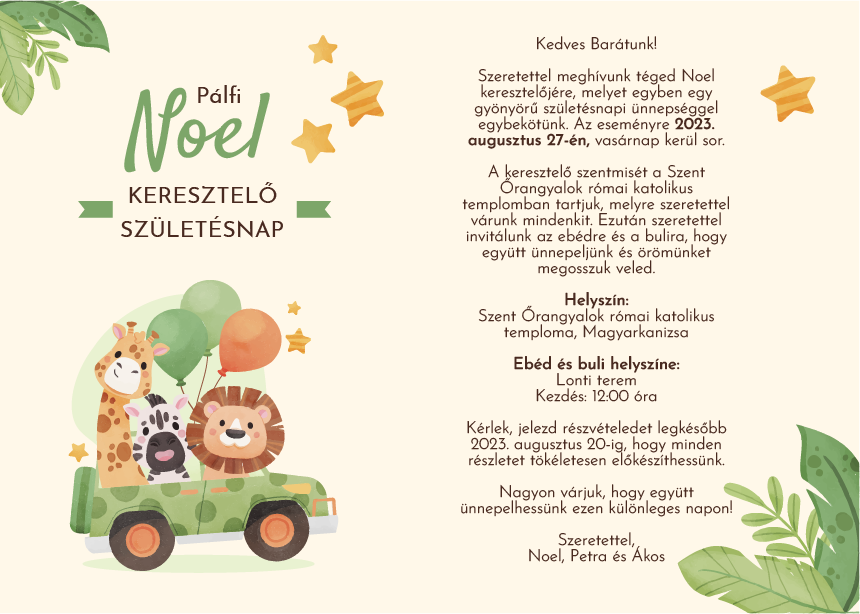 Pálfi
Noel
KERESZTELŐ
SZÜLETÉSNAP
Kedves Barátunk!
Szeretettel meghívunk téged Noel
keresztelőjére, melyet egyben egy
gyönyörű születésnapi ünnepséggel
egybekötünk. Az eseményre 2023.
augusztus 27-én, vasárnap kerül sor.
A keresztelő szentmisét a Szent
Őrangyalok római katolikus
templomban tartjuk, melyre szeretettel
várunk mindenkit. Ezután szeretettel
invitálunk az ebédre és a bulira, hogy
együtt ünnepeljünk és örömünket
megosszuk veled.
Helyszín:
Szent Őrangyalok római katolikus
temploma, Magyarkanizsa
Ebéd és buli helyszíne:
Lonti terem
Kezdés: 12:00 óra
Kérlek, jelezd részvételedet legkésőbb
2023. augusztus 20-ig, hogy minden
részletet tökéletesen előkészíthessünk.
Nagyon várjuk, hogy együtt
ünnepelhessünk ezen különleges napon!
Szeretettel,
Noel, Petra és Ákos